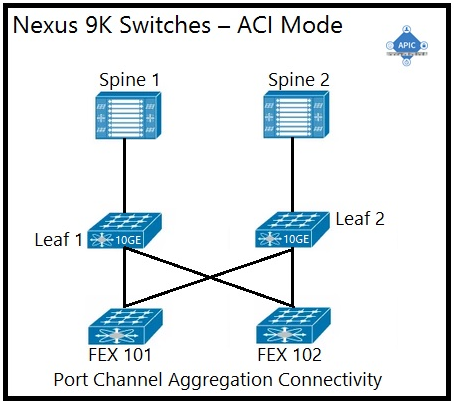 Nexus 9K Switches – ACI Mode
APIC
Spine 1
Spine 2
Leaf 1
10GE
10GE
Leaf 2
FEX 101
FEX 102
Port Channel Aggregation Connectivity